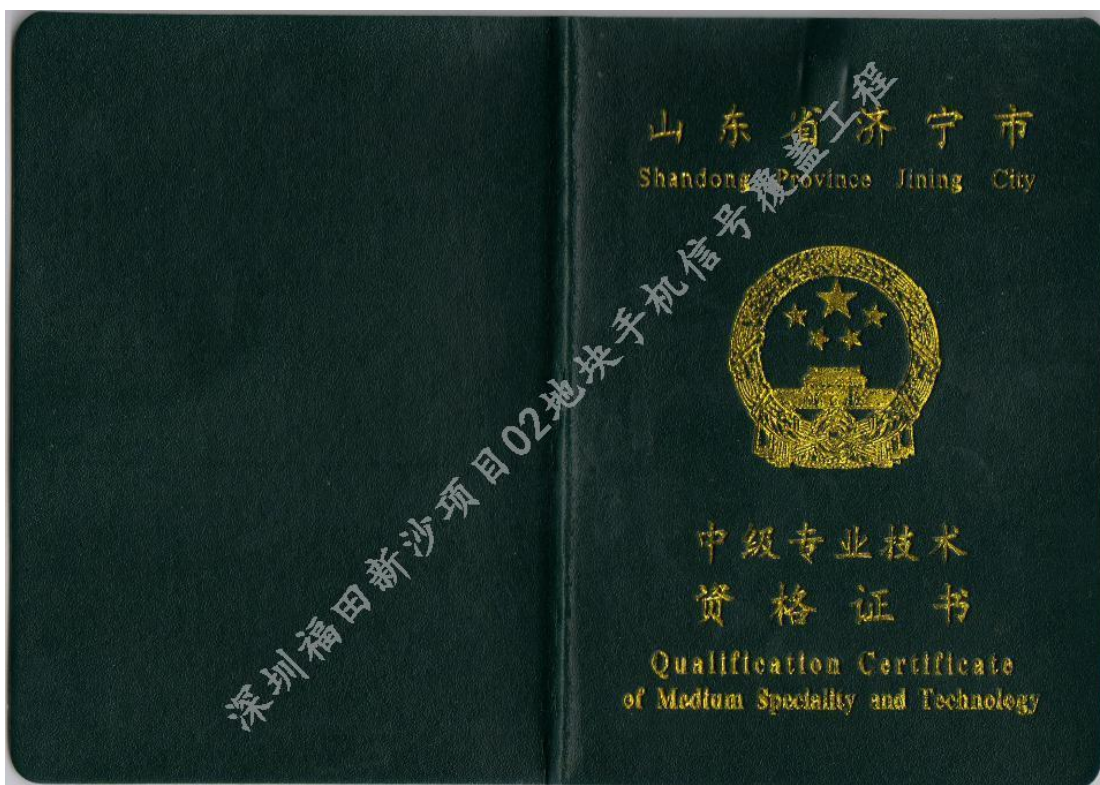 山东省济宁市
Shandong Province Jining City
中级专业技术
资格证书
Qualification Certificate
of Medium Speciality and Technology
深圳福田新沙项目02地块手机信号覆盖工程